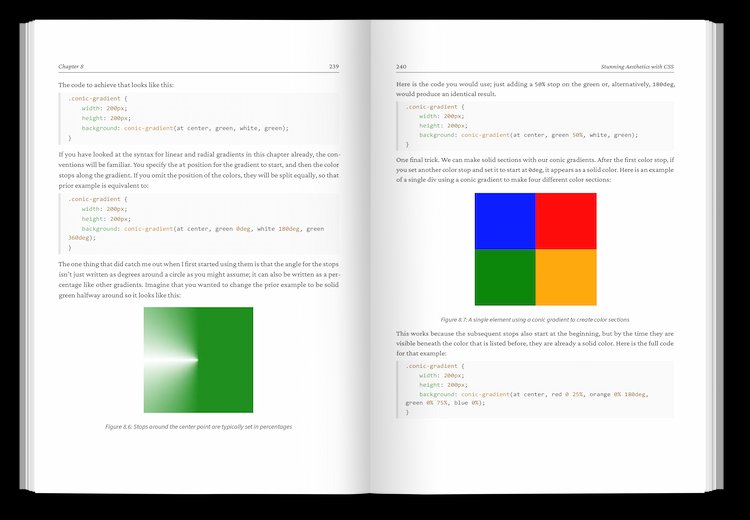 Chapter 8 239
The code to achieve that looks like this:
.conic-gradient {
width: 200px;
height: 200px;
background: conic-gradient(at center, green, white, green);
}
If you have looked at the syntax for linear and radial gradients in this chapter already, the con-
ventions will be familiar. You specify the at position for the gradient to start, and then the color
stops along the gradient. If you omit the position of the colors, they will be split equally, so that
prior example is equivalent to:
.conic-gradient {
width: 200px;
height: 200px;
background: conic-gradient(at center, green 0deg, white 180deg, green
360deg);
}
The one thing that did catch me out when I first started using them is that the angle for the stops
isn't just written as degrees around a circle as you might assume; it can also be written as a per-
centage like other gradients. Imagine that you wanted to change the prior example to be solid
green halfway around so it looks like this:
Figure 8.6: Stops around the center point are typically set in percentages
240 Stunning Aesthetics with CSS
Here is the code you would use; just adding a 50% stop on the green or, alternatively, 180deg,
would produce an identical result.
.conic-gradient {
width: 200px;
height: 200px;
background: conic-gradient(at center, green 50%, white, green);
}
One final trick. We can make solid sections with our conic gradients. After the first color stop, if
you set another color stop and set it to start at 0deg, it appears as a solid color. Here is an example
of a single div using a conic gradient to make four different color sections:
Figure 8.7: A single element using a conic gradient to create color sections
This works because the subsequent stops also start at the beginning, but by the time they are
visible beneath the color that is listed before, they are already a solid color. Here is the full code
for that example:
.conic-gradient {
width: 200px;
height: 200px;
background: conic-gradient(at center, red 0 25%, orange 0% 180deg,
green 0% 75%, blue 0%);
}